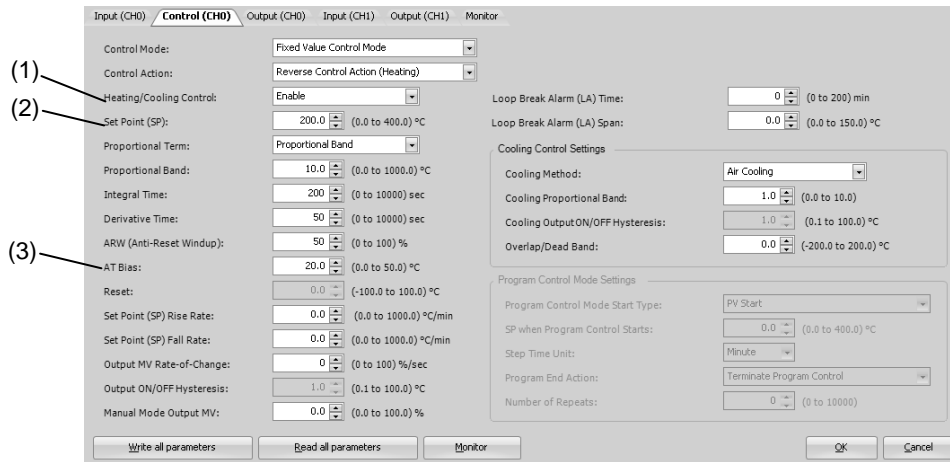 Input (CH0) Control (CH0) Output (CH0) Input (CH1) Output (CH1) Monitor
Control Mode: Fixed Value Control Mode
Control Action: Reverse Control Action (Heating)
(1) Heating/Cooling Control: Enable
(2) Set Point (SP): 200.0 (0.0 to 400.0) °C
Proportional Term: Proportional Band
Proportional Band: 10.0 (0.0 to 1000.0) °C
Integral Time: 200 (0 to 10000) sec
Derivative Time: 50 (0 to 10000) sec
ARW (Anti-Reset Windup): 50 (0 to 100) %
(3) AT Bias: 20.0 (0.0 to 50.0) °C
Reset: 0.0 (-100.0 to 100.0) °C
Set Point (SP) Rise Rate: 0.0 (0.0 to 1000.0) °C/min
Set Point (SP) Fall Rate: 0.0 (0.0 to 1000.0) °C/min
Output MV Rate-of-Change: 0 (0 to 100) %/sec
Output ON/OFF Hysteresis: 1.0 (0.1 to 100.0) °C
Manual Mode Output MV: 0.0 (0.0 to 100.0) %
Loop Break Alarm (LA) Time: 0 (0 to 200) min
Loop Break Alarm (LA) Span: 0.0 (0.0 to 150.0) °C
Cooling Control Settings
Cooling Method: Air Cooling
Cooling Proportional Band: 1.0 (0.0 to 10.0)
Cooling OutputON/OFF Hysteresis: 1.0 (0.1 to 100.0) °C
Overlap/Dead Band: 0.0 (-200.0 to 200.0) °C
Program Control Mode Settings
Program Control Mode Start Type: PV Start
SP when Program Control Starts: 0.0 (0.0 to 400.0) °C
Step Time Unit: Minute
Program End Action: Terminate Program Control
Number of Repeats: 0 (0 to 10000)
Write all parameters Read all parameters Monitor OK Cancel